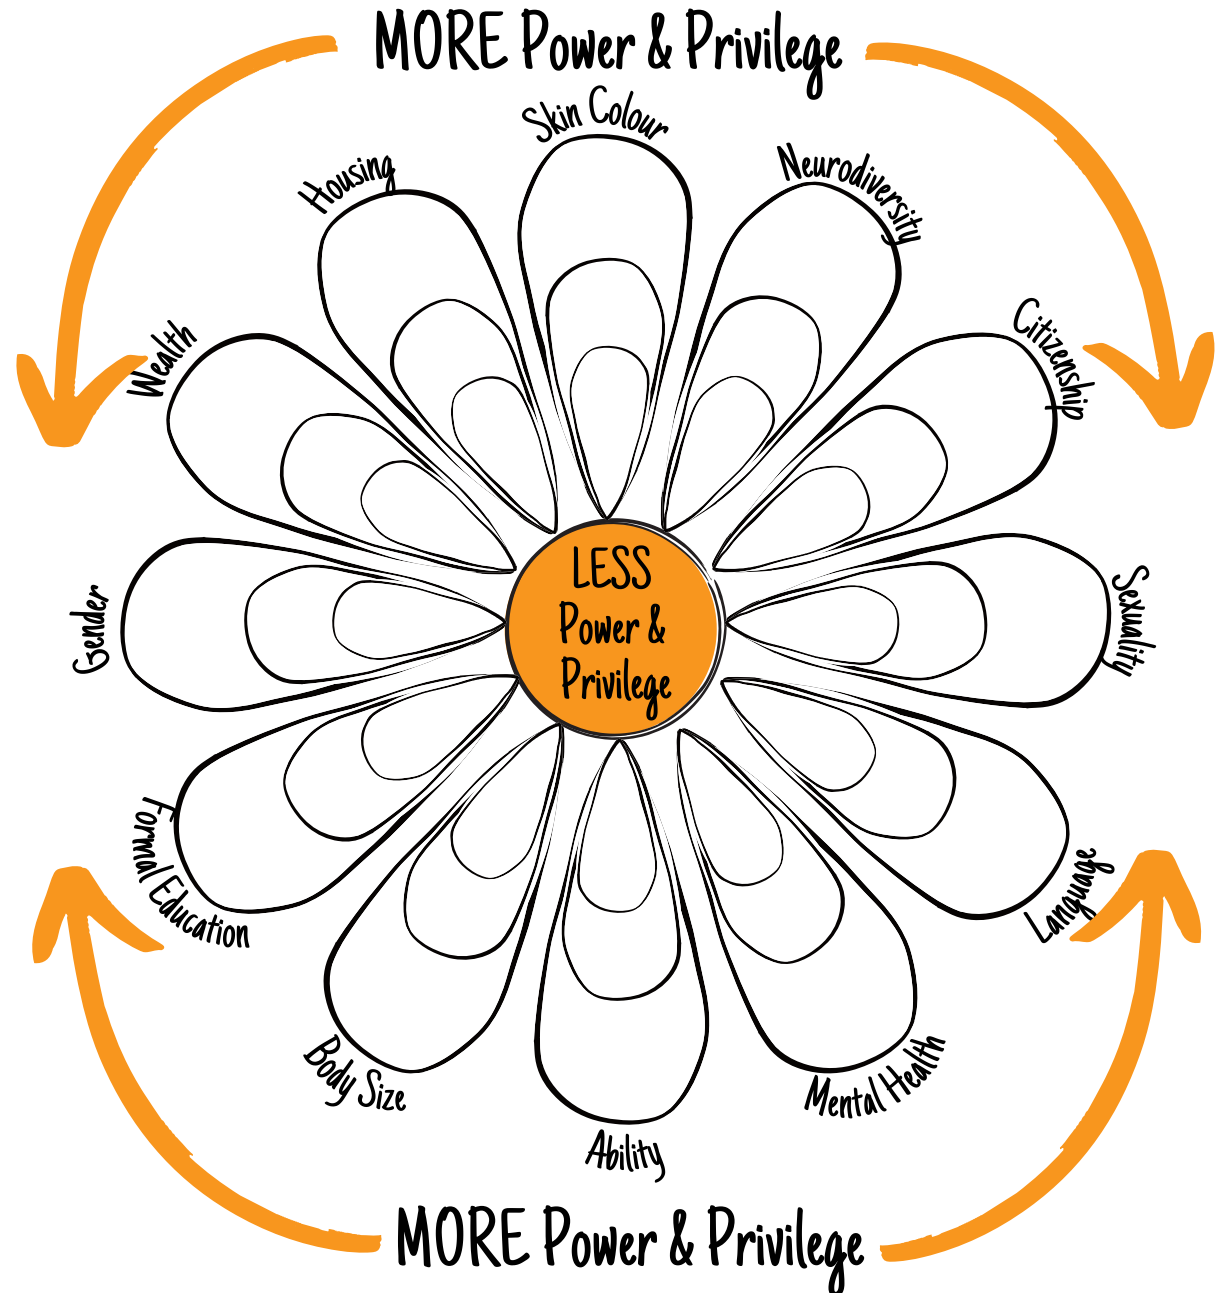 MORE Power & Privilege
Skin Colour
Neurodiversity
Housing
Citizenship
Wealth
LESS
Power &
Privilege
Gender
Sexuality
Formal Education
Language
Body Size
Mental Health
Ability
MORE Power & Privilege